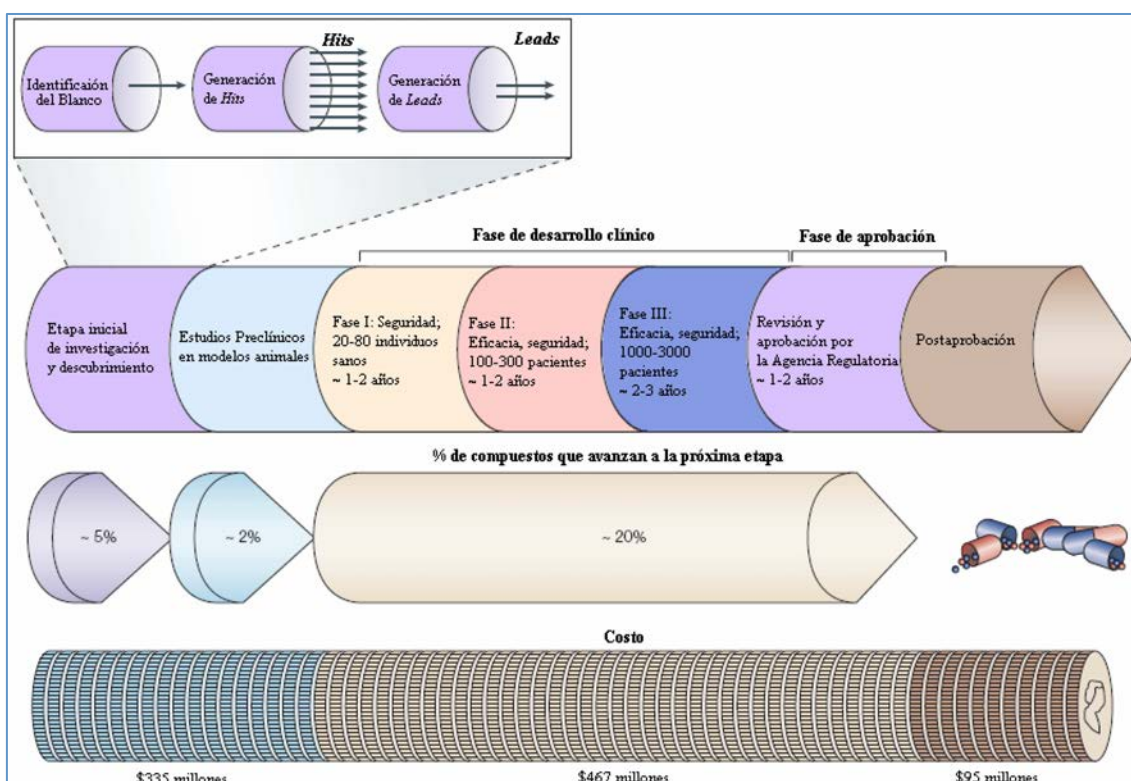 Hits
Leads
Identificaión
del Blanco
Generación
de Hits
Generación
de Leads
Fase de desarrollo clínico
Fase de aprobación
Etapa inicial
de investigación
y descubrimiento
Estudios Preclínicos
en modelos animales
Fase I: Seguridad;
20-80 individuos
sanos
~ 1-2 años
Fase II:
Eficacia, seguridad;
100-300 pacientes
~ 1-2 años
Fase III:
Eficacia, seguridad;
1000-3000
pacientes
~ 2-3 años
Revisión y
aprobación por
la Agencia Regulatoria
~ 1-2 años
Postaprobación
% de compuestos que avanzan a la próxima etapa
~ 5%
~ 2%
~ 20%
Costo
$335 millones
$467 millones
$95 millones